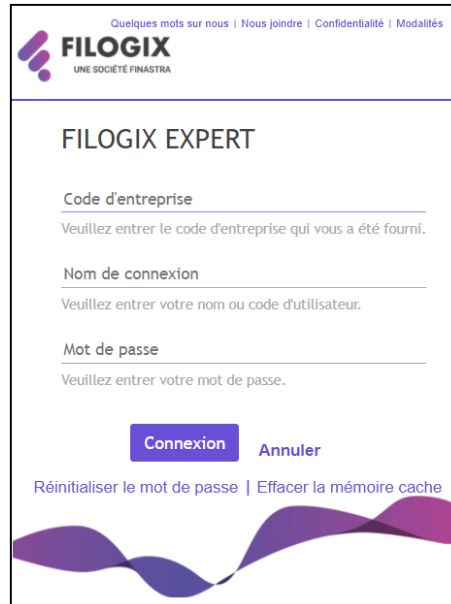 Quelques mots sur nous | Nous joindre | Confidentialité | Modalités
FILOGIX
UNE SOCIÉTÉ FINASTRA
FILOGIX EXPERT
Code d'entreprise
Veuillez entrer le code d'entreprise qui vous a été fourni.
Nom de connexion
Veuillez entrer votre nom ou code d'utilisateur.
Mot de passe
Veuillez entrer votre mot de passe.
Connexion Annuler
Réinitialiser le mot de passe | Effacer la mémoire cache